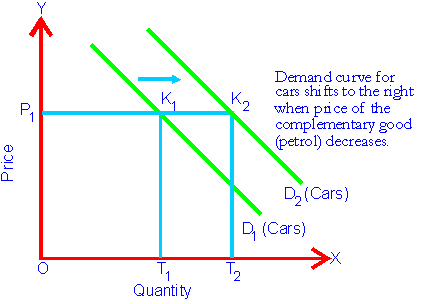 Y
Demand curve for
cars shifts to the right
when price of the
complementary good
(petrol) decreases.
K1 K2
P1
Price
D2 (Cars)
D1 (Cars)
O T1 T2 X
Quantity